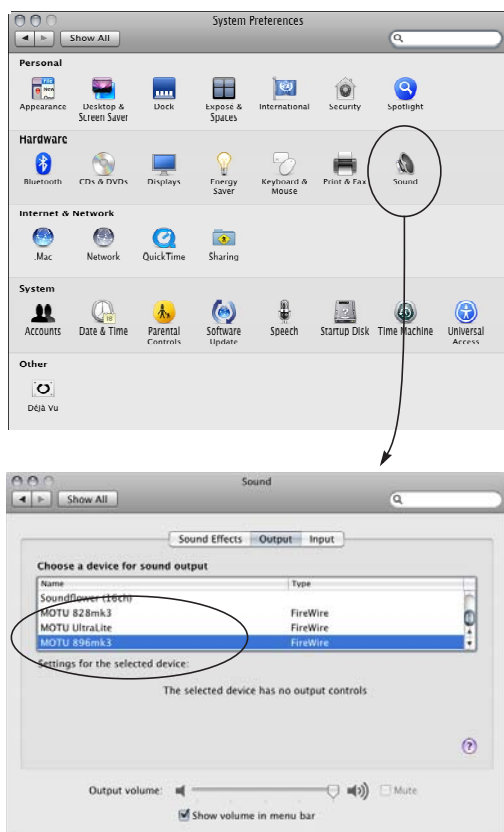 System Preferences
Show All
Personal
Appearance
Desktop &
Screen Saver
Dock
Exposé &
Spaces
International
Security
Spotlight
Hardware
Bluetooth
CDs & DVDs
Displays
Energy
Saver
Keyboard &
Mouse
Print & Fax
Sound
Internet & Network
.Mac
Network
QuickTime
Sharing
System
Accounts
Date & Time
Parental
Controls
Software
Update
Speech
Startup Disk
Time Machine
Universal
Access
Other
Déjà Vu
Sound
Show All
Sound Effects Output Input
Choose a device for sound output
Name Type
Soundflower (16ch)
MOTU 828mk3 FireWire
MOTU UltraLite FireWire
MOTU 896mk3 FireWire
Settings for the selected device:
The selected device has no output controls
?
Output volume: Mute
Show volume in menu bar